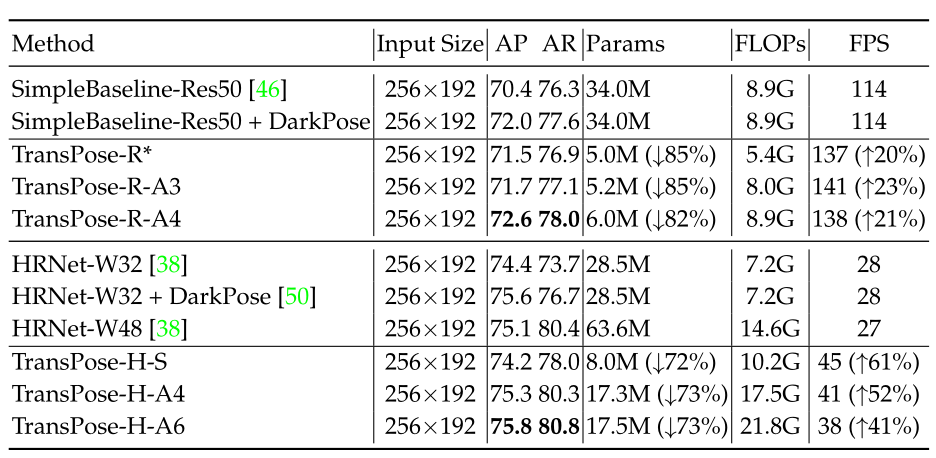 Method Input Size AP AR Params FLOPs FPS
SimpleBaseline-Res50 [46] 256×192 70.4 76.3 34.0M 8.9G 114
SimpleBaseline-Res50 + DarkPose 256×192 72.0 77.6 34.0M 8.9G 114
TransPose-R* 256×192 71.5 76.9 5.0M (↓85%) 5.4G 137 (↑20%)
TransPose-R-A3 256×192 71.7 77.1 5.2M (↓85%) 8.0G 141 (↑23%)
TransPose-R-A4 256×192 72.6 78.0 6.0M (↓82%) 8.9G 138 (↑21%)
HRNet-W32 [38] 256×192 74.4 73.7 28.5M 7.2G 28
HRNet-W32 + DarkPose [50] 256×192 75.6 76.7 28.5M 7.2G 28
HRNet-W48 [38] 256×192 75.1 80.4 63.6M 14.6G 27
TransPose-H-S 256×192 74.2 78.0 8.0M (↓72%) 10.2G 45 (↑61%)
TransPose-H-A4 256×192 75.3 80.3 17.3M (↓73%) 17.5G 41 (↑52%)
TransPose-H-A6 256×192 75.8 80.8 17.5M (↓73%) 21.8G 38 (↑41%)